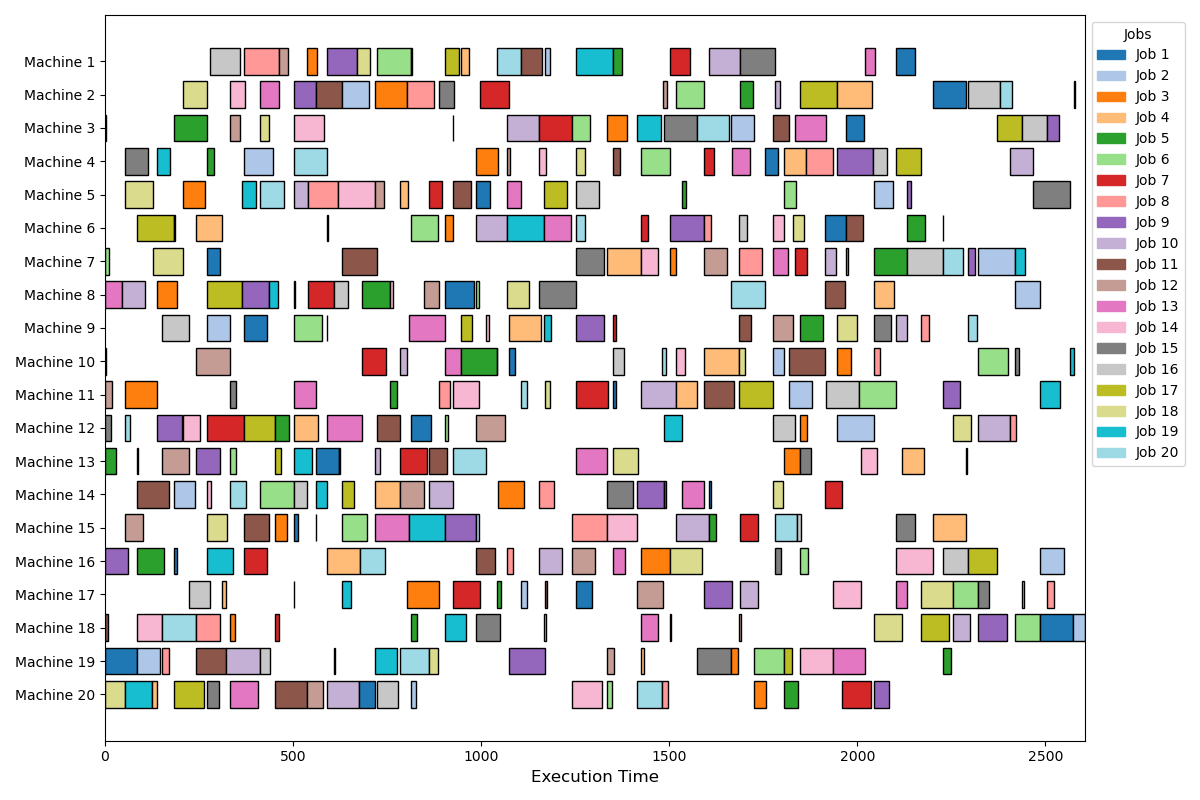 Machine 1
Machine 2
Machine 3
Machine 4
Machine 5
Machine 6
Machine 7
Machine 8
Machine 9
Machine 10
Machine 11
Machine 12
Machine 13
Machine 14
Machine 15
Machine 16
Machine 17
Machine 18
Machine 19
Machine 20
0 500 1000 1500 2000 2500
Execution Time
Jobs
Job 1
Job 2
Job 3
Job 4
Job 5
Job 6
Job 7
Job 8
Job 9
Job 10
Job 11
Job 12
Job 13
Job 14
Job 15
Job 16
Job 17
Job 18
Job 19
Job 20